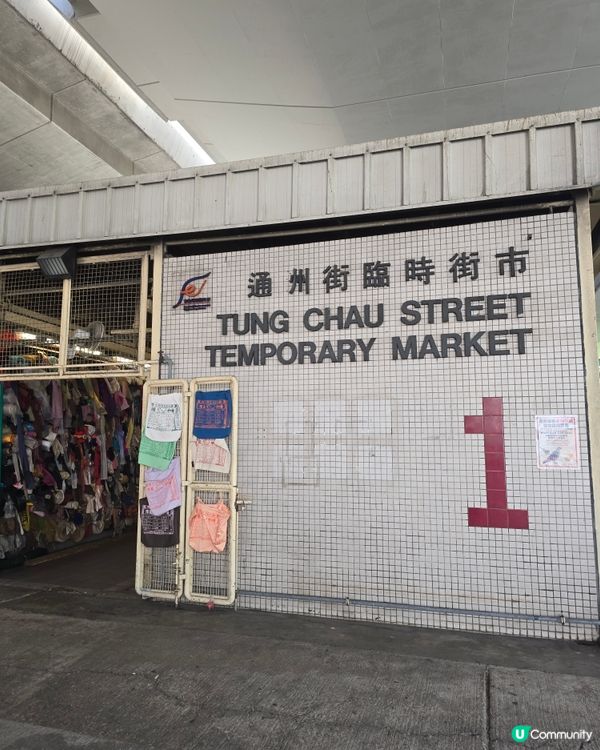 通州街臨時街市
TUNG CHAU STREET
TEMPORARY MARKET
1
U Community